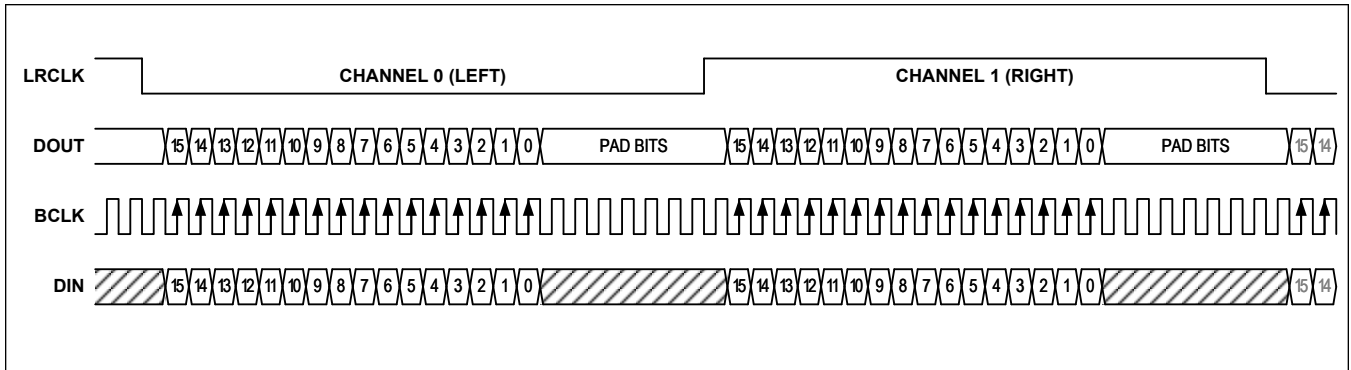 LRCLK CHANNEL 0 (LEFT) CHANNEL 1 (RIGHT)
DOUT 15 14 13 12 11 10 9 8 7 6 5 4 3 2 1 0 PAD BITS 15 14 13 12 11 10 9 8 7 6 5 4 3 2 1 0 PAD BITS 15 14
BCLK
DIN 15 14 13 12 11 10 9 8 7 6 5 4 3 2 1 0 15 14 13 12 11 10 9 8 7 6 5 4 3 2 1 0 15 14